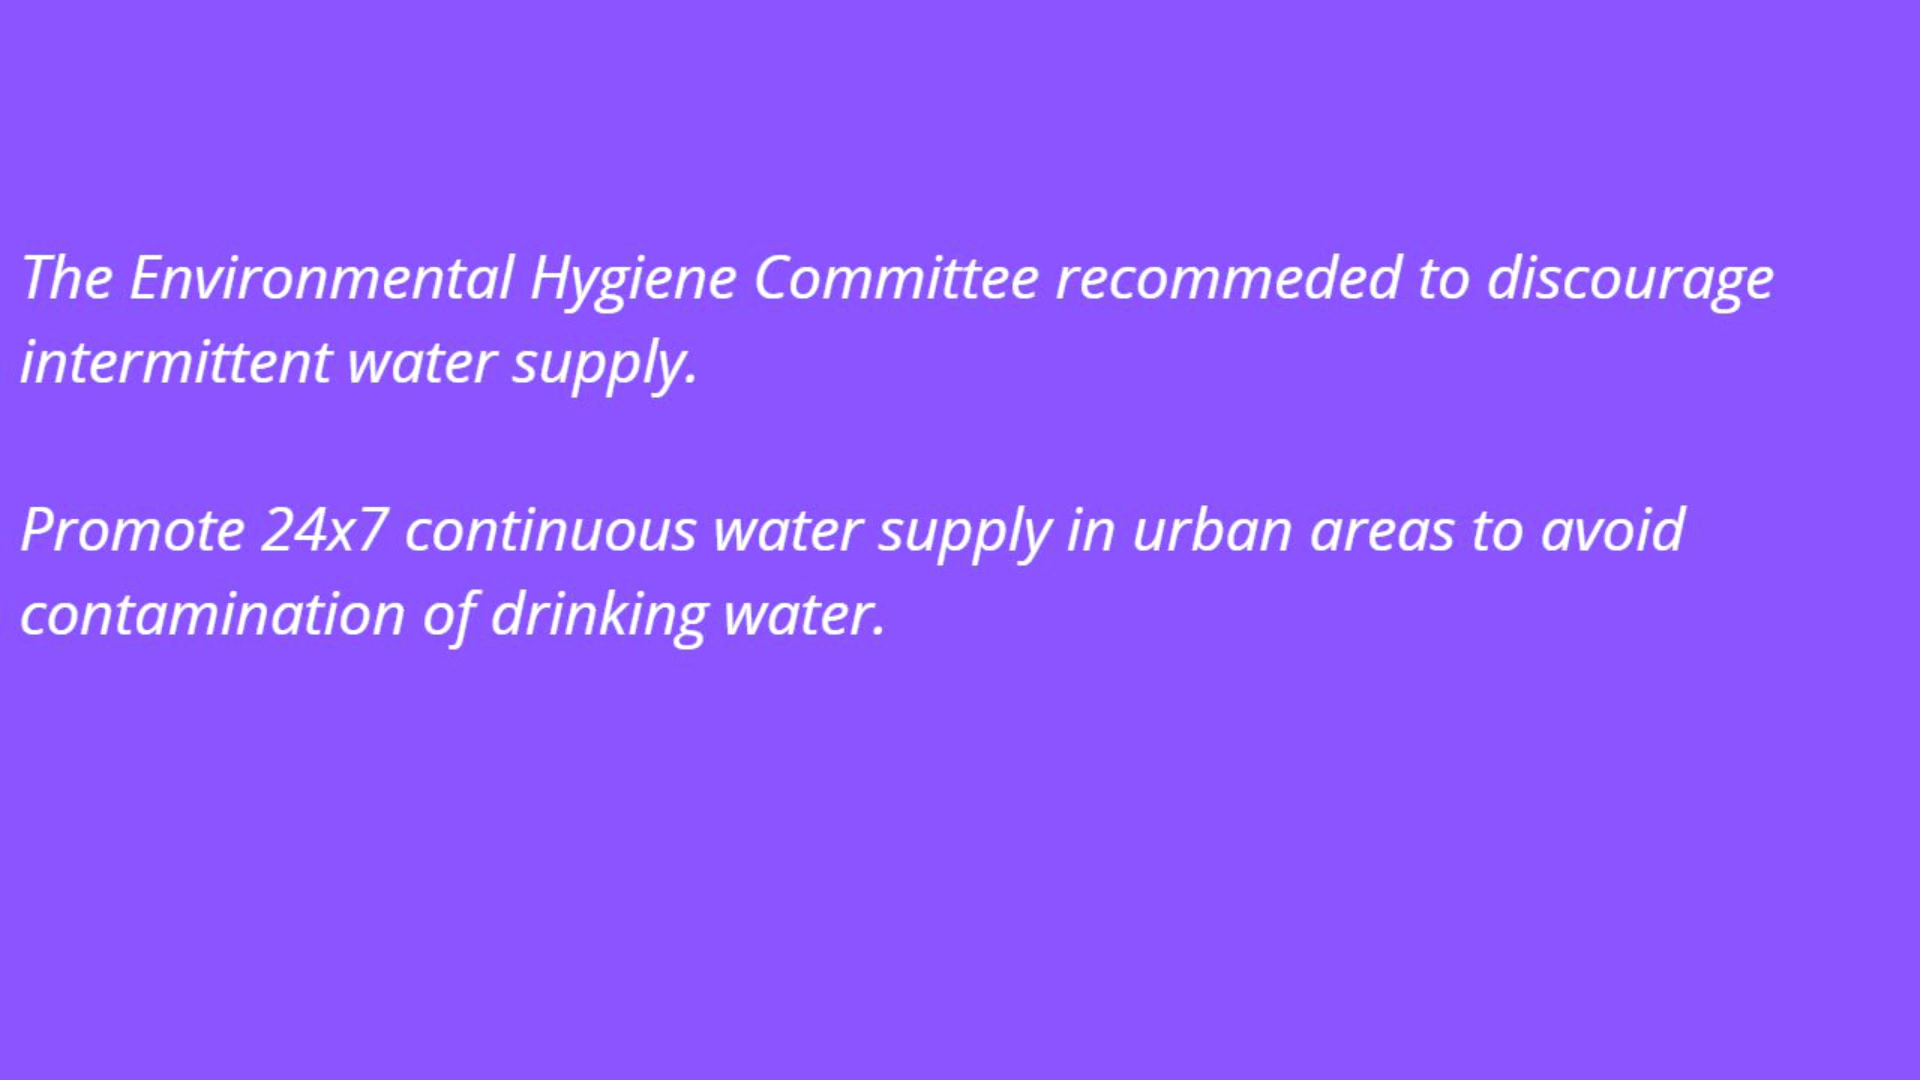 The Environmental Hygiene Committee recommeded to discourage
intermittent water supply.
Promote 24x7 continuous water supply in urban areas to avoid
contamination of drinking water.